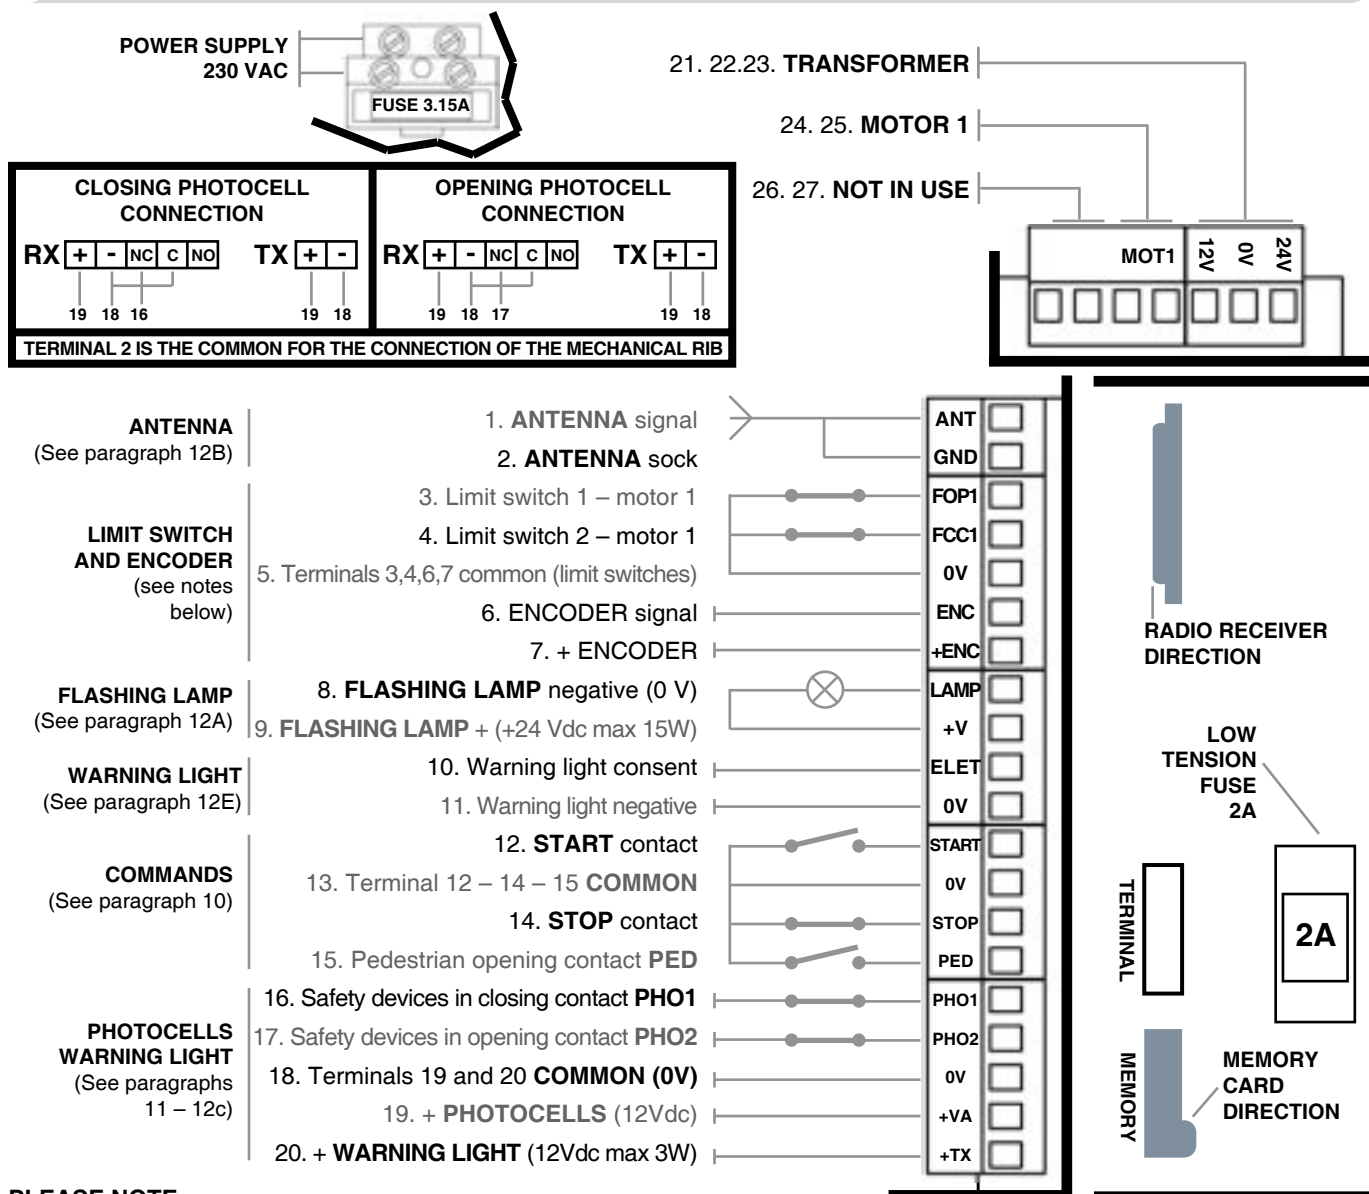 POWER SUPPLY
230 VAC
FUSE 3.15A
21. 22.23. TRANSFORMER
24. 25. MOTOR 1
26. 27. NOT IN USE
MOT1
12V
0V
24V
CLOSING PHOTOCELL
CONNECTION
RX + - NC C NO TX + -
19 18 16 19 18
OPENING PHOTOCELL
CONNECTION
RX + - NC C NO TX + -
19 18 17 19 18
TERMINAL 2 IS THE COMMON FOR THE CONNECTION OF THE MECHANICAL RIB
ANTENNA
(See paragraph 12B)
1. ANTENNA signal ANT
2. ANTENNA sock GND
LIMIT SWITCH
AND ENCODER
(see notes
below)
3. Limit switch 1 – motor 1 FOP1
4. Limit switch 2 – motor 1 FCC1
5. Terminals 3,4,6,7 common (limit switches) 0V
6. ENCODER signal ENC
7. + ENCODER +ENC
FLASHING LAMP
(See paragraph 12A)
8. FLASHING LAMP negative (0 V) LAMP
9. FLASHING LAMP + (+24 Vdc max 15W) +V
WARNING LIGHT
(See paragraph 12E)
10. Warning light consent ELET
11. Warning light negative 0V
COMMANDS
(See paragraph 10)
12. START contact START
13. Terminal 12 – 14 – 15 COMMON 0V
14. STOP contact STOP
15. Pedestrian opening contact PED PED
PHOTOCELLS
WARNING LIGHT
(See paragraphs
11 – 12c)
16. Safety devices in closing contact PHO1 PHO1
17. Safety devices in opening contact PHO2 PHO2
18. Terminals 19 and 20 COMMON (0V) 0V
19. + PHOTOCELLS (12Vdc) +VA
20. + WARNING LIGHT (12Vdc max 3W) +TX
RADIO RECEIVER
DIRECTION
LOW
TENSION
FUSE
2A
2A
TERMINAL
MEMORY
MEMORY
CARD
DIRECTION
PLEASE NOTE